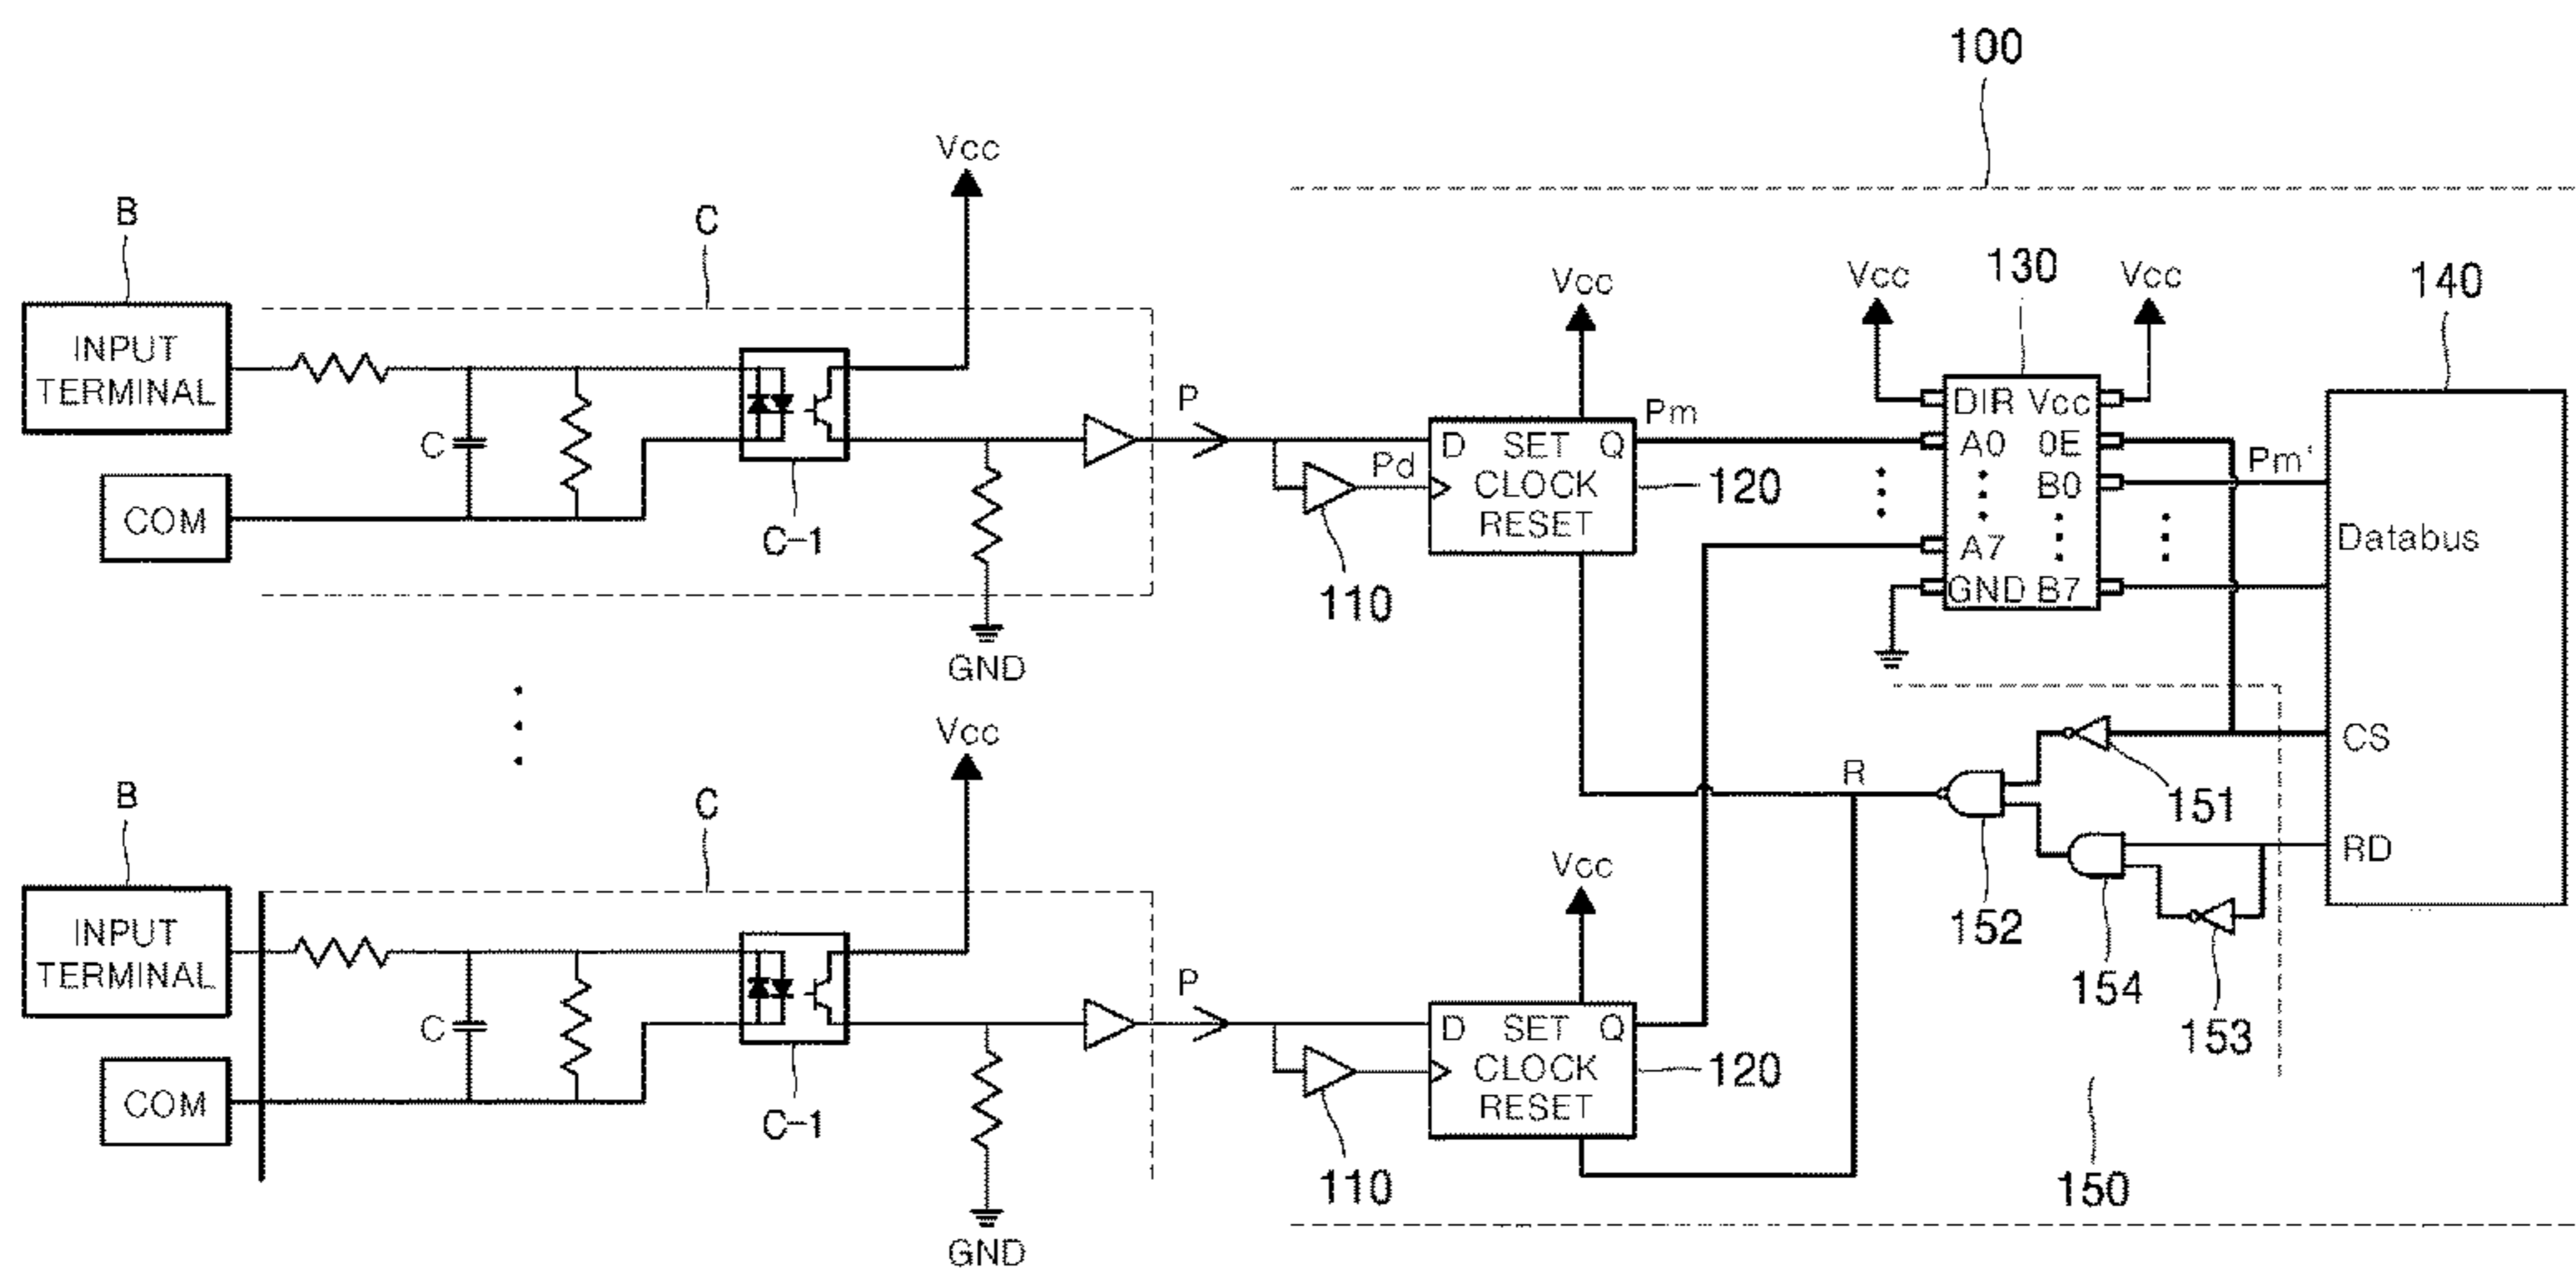 100
Vcc
B
C
Vcc
Vcc
130
Vcc
140
INPUT
TERMINAL
P
Pm
DIR Vcc
C
D SET Q
A0 0E
Pm'
Pd
CLOCK
120
B0
COM
C-1
RESET
A7
Databus
110
GND B7
GND
Vcc
CS
B
C
R
151
RD
Vcc
152
INPUT
TERMINAL
154
P
153
C
D SET Q
CLOCK
120
COM
C-1
RESET
110
150
GND